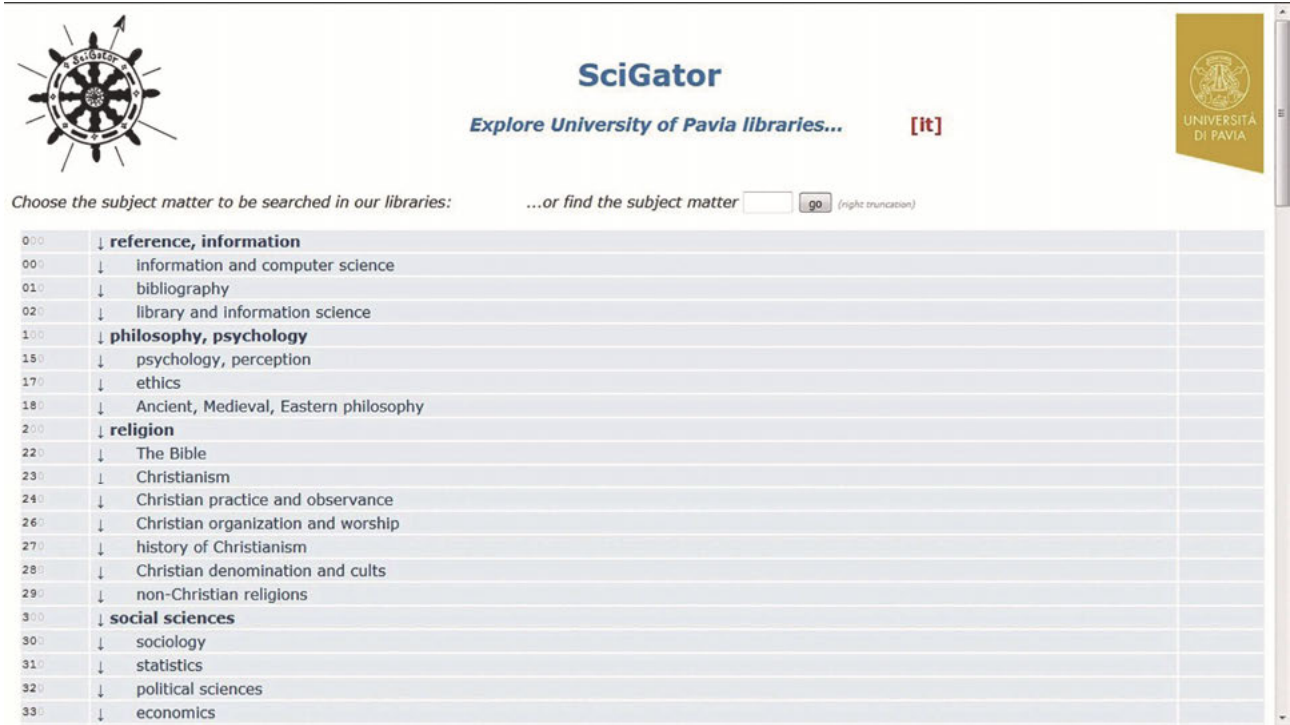 SciGator
SciGator
Explore University of Pavia libraries... [it]
UNIVERSITÀ
DI PAVIA
Choose the subject matter to be searched in our libraries: ...or find the subject matter go (right truncation)
000 ↓ reference, information
000 ↓ information and computer science
010 ↓ bibliography
020 ↓ library and information science
100 ↓ philosophy, psychology
150 ↓ psychology, perception
170 ↓ ethics
180 ↓ Ancient, Medieval, Eastern philosophy
200 ↓ religion
220 ↓ The Bible
230 ↓ Christianism
240 ↓ Christian practice and observance
260 ↓ Christian organization and worship
270 ↓ history of Christianism
280 ↓ Christian denomination and cults
290 ↓ non-Christian religions
300 ↓ social sciences
300 ↓ sociology
310 ↓ statistics
320 ↓ political sciences
330 ↓ economics